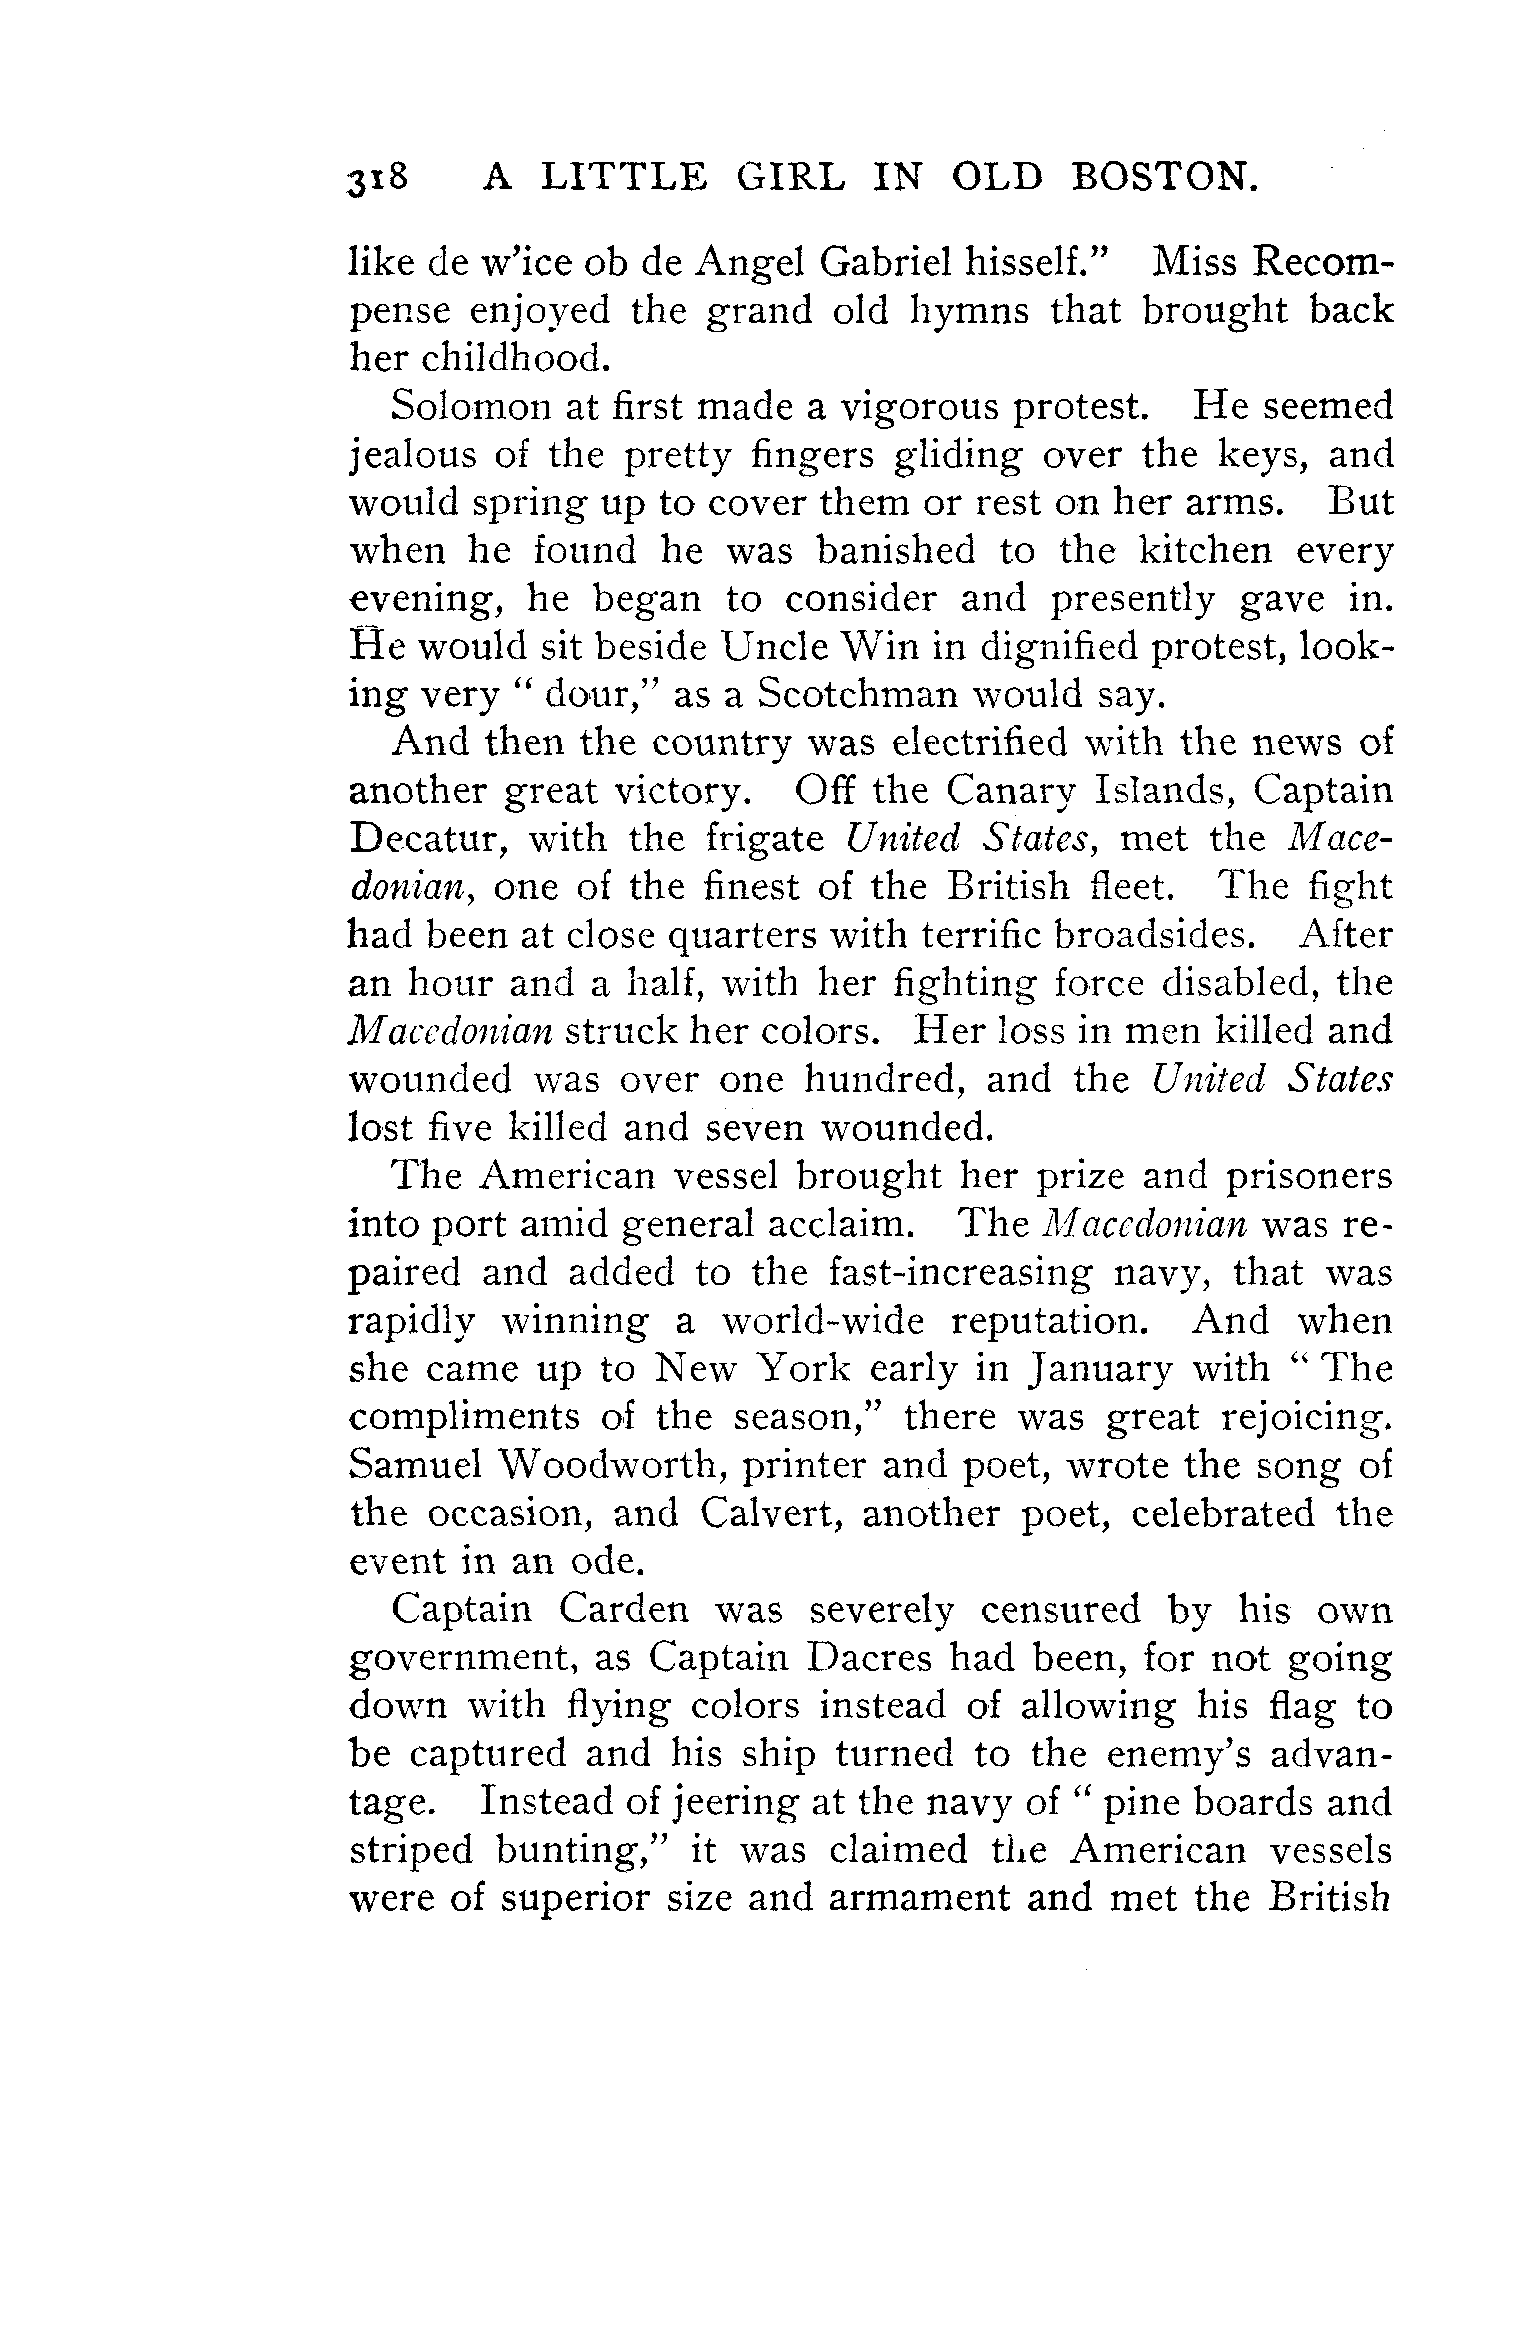 318 A LITTLE GIRL IN OLD BOSTON.
like de w'ice ob de Angel Gabriel hisself." Miss Recom-
pense enjoyed the grand old hymns that brought back
her childhood.
Solomon at first made a vigorous protest. He seemed
jealous of the pretty fingers gliding over the keys, and
would spring up to cover them or rest on her arms. But
when he found he was banished to the kitchen every
evening, he began to consider and presently gave in.
He would sit beside Uncle Win in dignified protest, look-
ing very " dour," as a Scotchman would say.
And then the country was electrified with the news of
another great victory. Off the Canary Islands, Captain
Decatur, with the frigate United States, met the Mace-
donian, one of the finest of the British fleet. The fight
had been at close quarters with terrific broadsides. After
an hour and a half, with her fighting force disabled, the
Macedonian struck her colors. Her loss in men killed and
wounded was over one hundred, and the United States
lost five killed and seven wounded.
The American vessel brought her prize and prisoners
into port amid general acclaim. The Macedonian was re-
paired and added to the fast-increasing navy, that was
rapidly winning a world-wide reputation. And when
she came up to New York early in January with " The
compliments of the season," there was great rejoicing.
Samuel Woodworth, printer and poet, wrote the song of
the occasion, and Calvert, another poet, celebrated the
event in an ode.
Captain Carden was severely censured by his own
government, as Captain Dacres had been, for not going
down with flying colors instead of allowing his flag to
be captured and his ship turned to the enemy's advan-
tage. Instead of jeering at the navy of " pine boards and
striped bunting," it was claimed the American vessels
were of superior size and armament and met the British